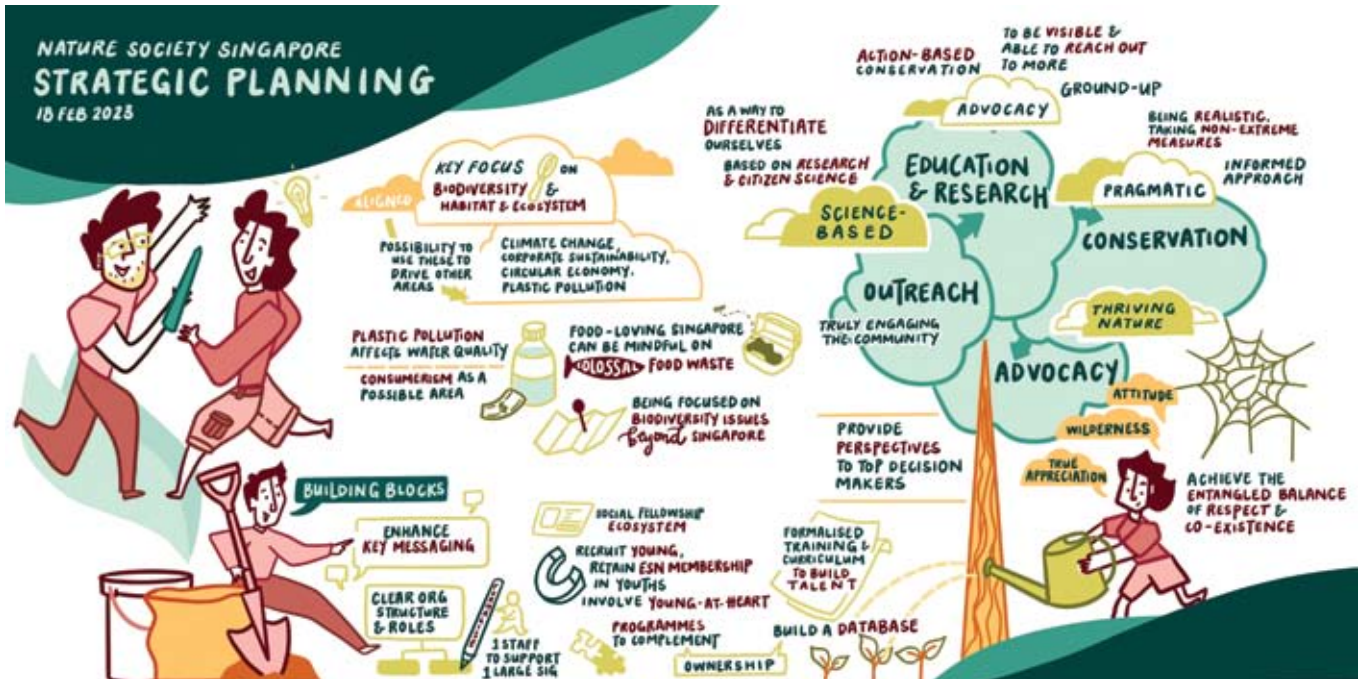 NATURE SOCIETY SINGAPORE
STRATEGIC PLANNING
18 FEB 2023
ALIGNED
KEY FOCUS ON
BIODIVERSITY &
HABITAT & ECOSYSTEM
POSSIBILITY TO
USE THESE TO
DRIVE OTHER
AREAS
CLIMATE CHANGE,
CORPORATE SUSTAINABILITY,
CIRCULAR ECONOMY,
PLASTIC POLLUTION
PLASTIC POLLUTION
AFFECTS WATER QUALITY
CONSUMERISM AS A
POSSIBLE AREA
FOOD-LOVING SINGAPORE
CAN BE MINDFUL ON
COLOSSAL FOOD WASTE
BEING FOCUSED ON
BIODIVERSITY ISSUES
beyond SINGAPORE
ACTION-BASED
CONSERVATION
TO BE VISIBLE &
ABLE TO REACH OUT
TO MORE
ADVOCACY
GROUND-UP
AS A WAY TO
DIFFERENTIATE
OURSELVES
BASED ON RESEARCH
& CITIZEN SCIENCE
SCIENCE-
BASED
EDUCATION
& RESEARCH
BEING REALISTIC,
TAKING NON-EXTREME
MEASURES
PRAGMATIC
INFORMED
APPROACH
CONSERVATION
OUTREACH
TRULY ENGAGING
THE COMMUNITY
THRIVING
NATURE
ADVOCACY
ATTITUDE
WILDERNESS
TRUE
APPRECIATION
PROVIDE
PERSPECTIVES
TO TOP DECISION
MAKERS
ACHIEVE THE
ENTANGLED BALANCE
OF RESPECT &
CO-EXISTENCE
BUILDING BLOCKS
ENHANCE
KEY MESSAGING
CLEAR ORG
STRUCTURE
& ROLES
1 STAFF
TO SUPPORT
1 LARGE SIG
SOCIAL FELLOWSHIP
ECOSYSTEM
RECRUIT YOUNG,
RETAIN ESN MEMBERSHIP
IN YOUTHS
INVOLVE YOUNG-AT-HEART
PROGRAMMES
TO COMPLEMENT
OWNERSHIP
FORMALISED
TRAINING &
CURRICULUM
TO BUILD
TALENT
BUILD A DATABASE